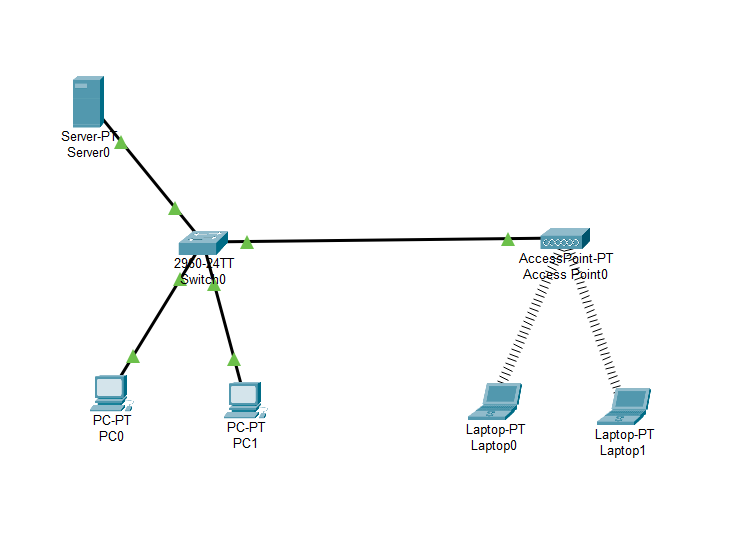 Server-PT
Server0
2960-24TT
Switch0
AccessPoint-PT
Access Point0
PC-PT
PC0
PC-PT
PC1
Laptop-PT
Laptop0
Laptop-PT
Laptop1